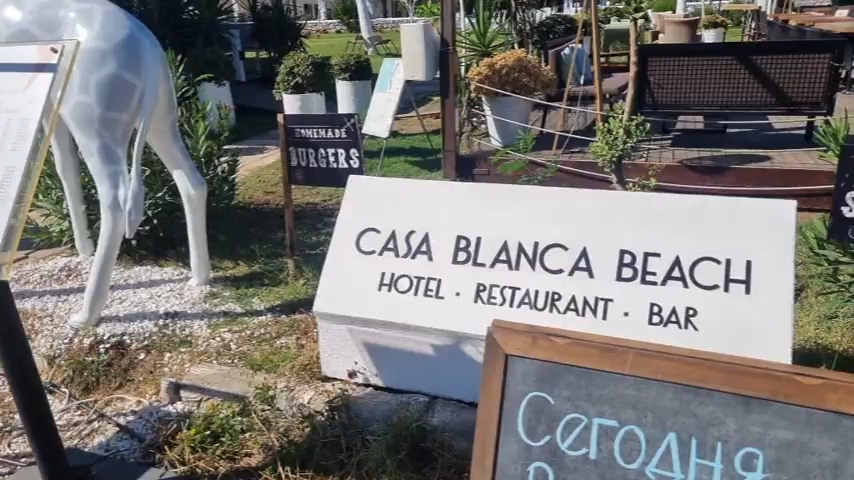 HOMEMADE
BURGERS
CASA BLANCA BEACH
HOTEL · RESTAURANT · BAR
Сегодня